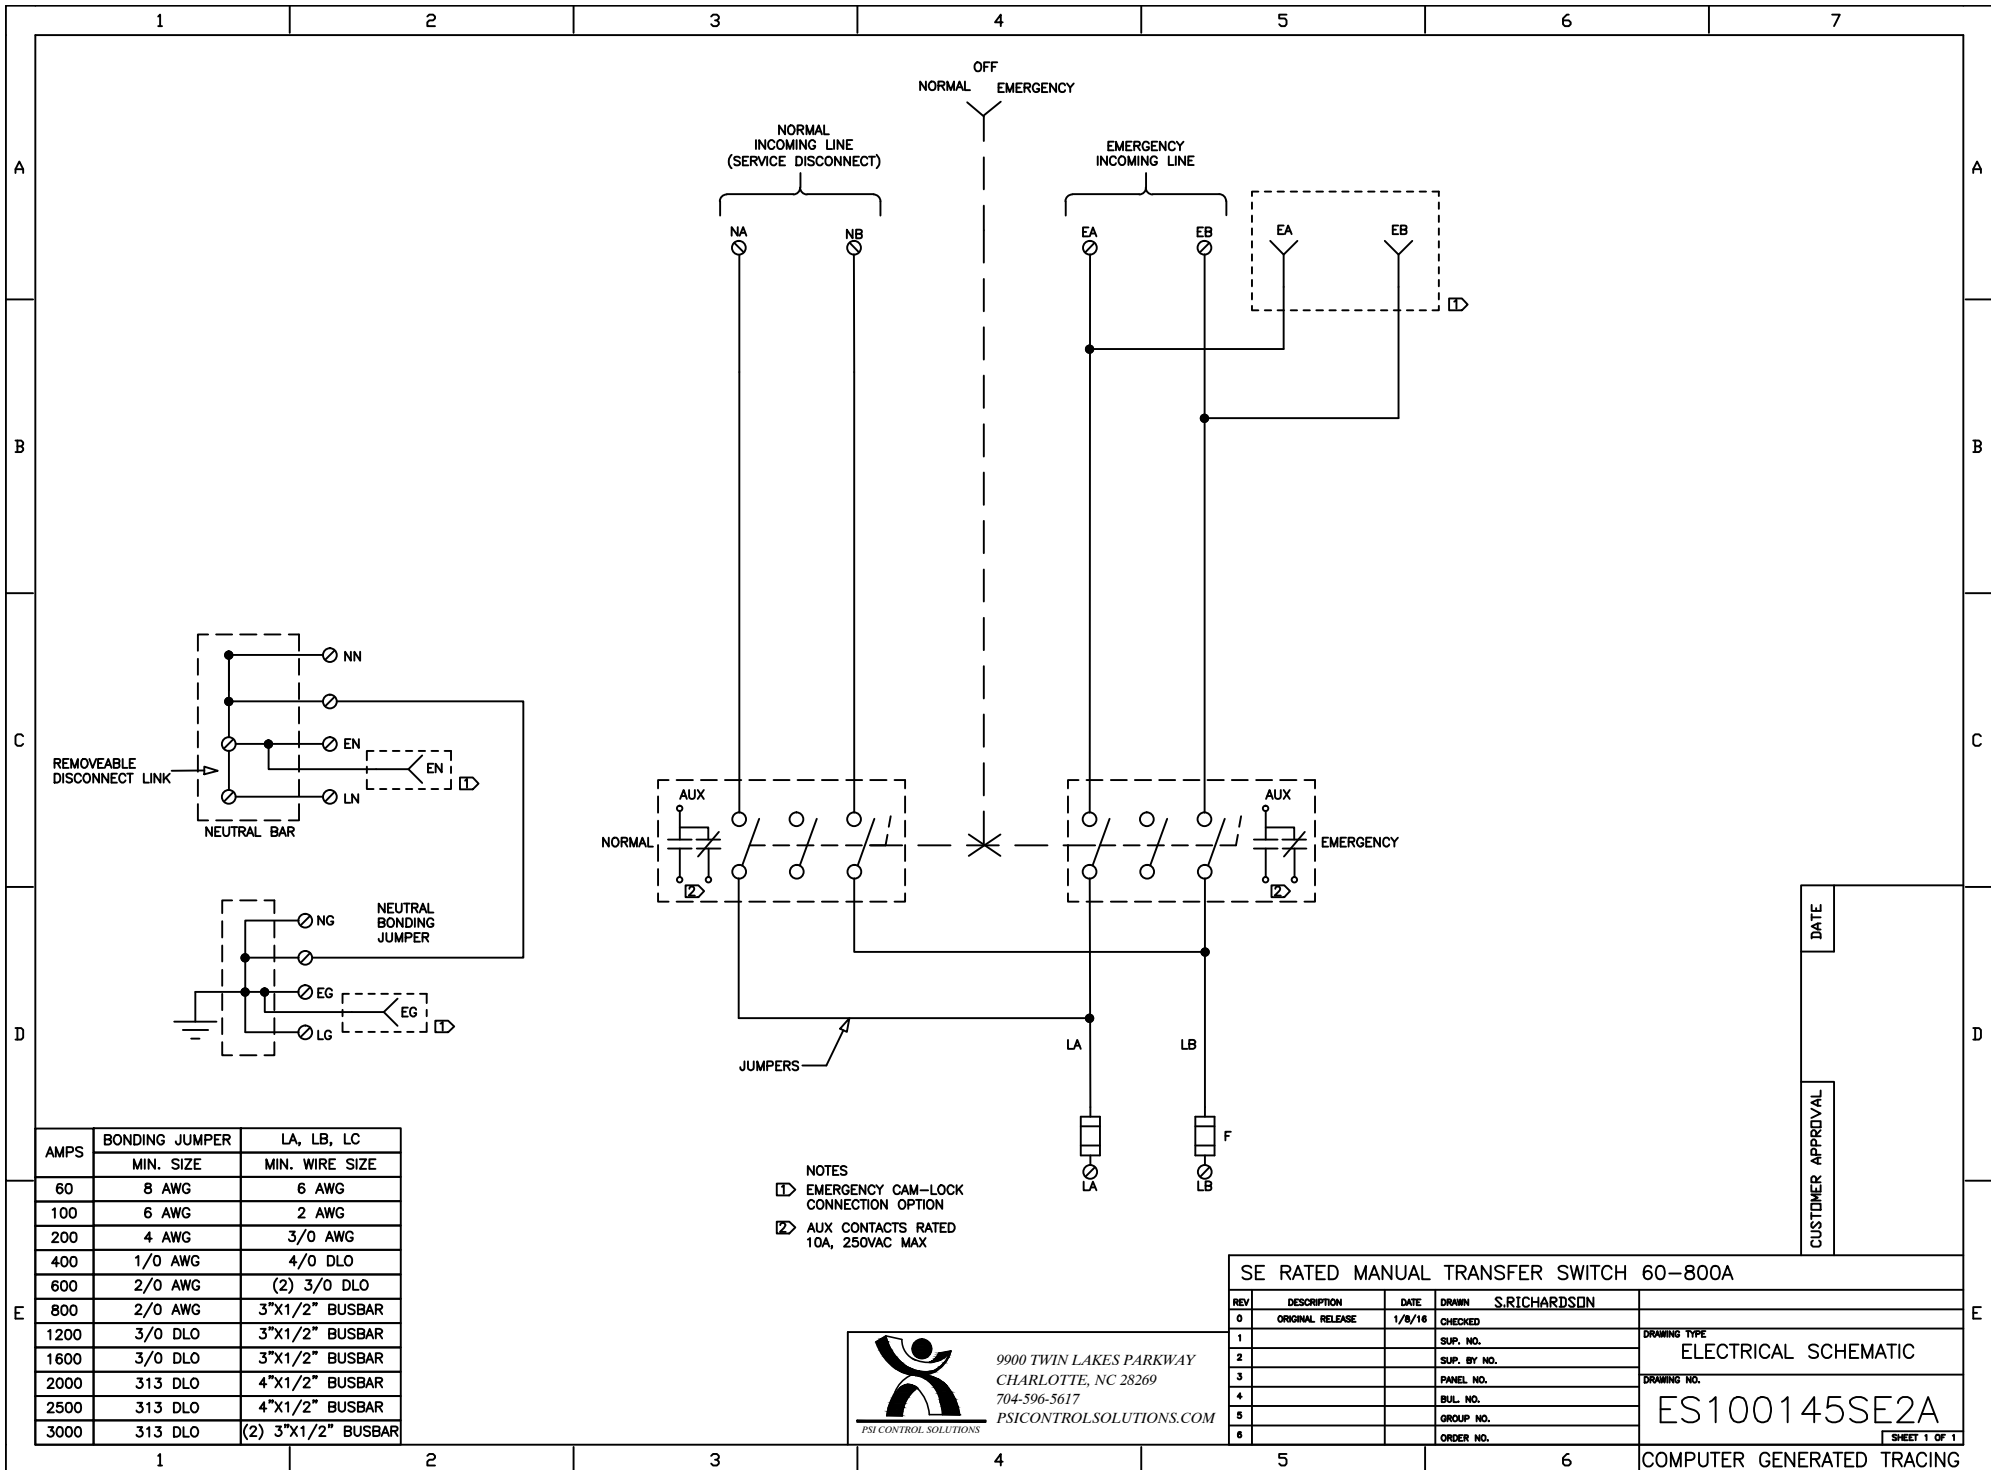 1 2 3 4 5 6 7
OFF
NORMAL EMERGENCY
NORMAL
INCOMING LINE
(SERVICE DISCONNECT)
EMERGENCY
INCOMING LINE
A A
NA NB EA EB EA EB
1
B B
NN
EN
EN
1
LN
REMOVEABLE
DISCONNECT LINK
NEUTRAL BAR
C C
AUX
NORMAL
2
AUX
EMERGENCY
2
NG
NEUTRAL
BONDING
JUMPER
EG
EG
1
LG
D D
LA LB
JUMPERS
F
LA LB
DATE
CUSTOMER APPROVAL
AMPS BONDING JUMPER LA, LB, LC
MIN. SIZE MIN. WIRE SIZE
60 8 AWG 6 AWG
100 6 AWG 2 AWG
200 4 AWG 3/0 AWG
400 1/0 AWG 4/0 DLO
600 2/0 AWG (2) 3/0 DLO
800 2/0 AWG 3"X1/2" BUSBAR
1200 3/0 DLO 3"X1/2" BUSBAR
1600 3/0 DLO 3"X1/2" BUSBAR
2000 313 DLO 4"X1/2" BUSBAR
2500 313 DLO 4"X1/2" BUSBAR
3000 313 DLO (2) 3"X1/2" BUSBAR
NOTES
1 EMERGENCY CAM-LOCK
CONNECTION OPTION
2 AUX CONTACTS RATED
10A, 250VAC MAX
E E
PSI CONTROL SOLUTIONS
9900 TWIN LAKES PARKWAY
CHARLOTTE, NC 28269
704-596-5617
PSICONTROLSOLUTIONS.COM
SE RATED MANUAL TRANSFER SWITCH 60-800A
REV DESCRIPTION DATE DRAWN S.RICHARDSON
0 ORIGINAL RELEASE 1/8/16 CHECKED
1 SUP. NO.
2 SUP. BY NO.
3 PANEL NO.
4 BUL. NO.
5 GROUP NO.
6 ORDER NO.
DRAWING TYPE
ELECTRICAL SCHEMATIC
DRAWING NO.
ES100145SE2A
SHEET 1 OF 1
COMPUTER GENERATED TRACING
1 2 3 4 5 6